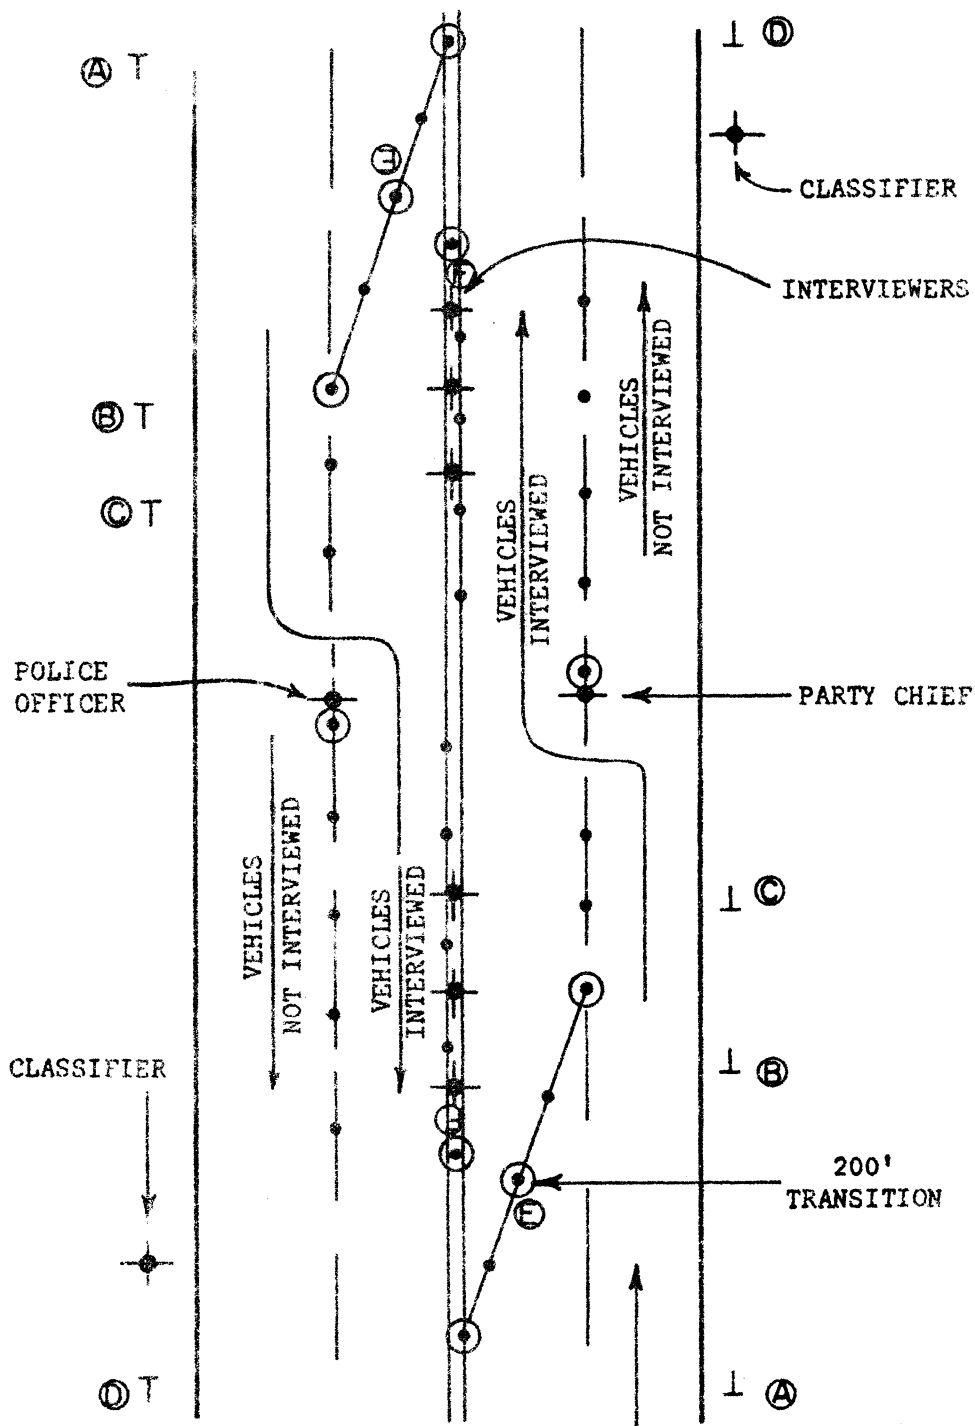 Ⓐ
Ⓓ
CLASSIFIER
Ⓔ
Ⓕ
INTERVIEWERS
VEHICLES
NOT INTERVIEWED
Ⓑ
Ⓒ
VEHICLES
INTERVIEWED
POLICE
OFFICER
PARTY CHIEF
VEHICLES
NOT INTERVIEWED
VEHICLES
INTERVIEWED
Ⓒ
CLASSIFIER
Ⓑ
Ⓕ
200'
TRANSITION
Ⓔ
Ⓓ
Ⓐ